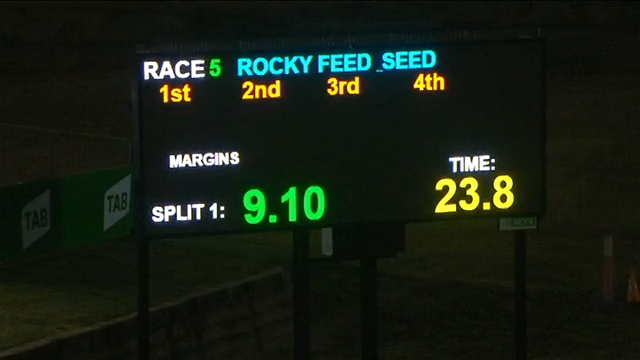 RACE 5 ROCKY FEED SEED
1st 2nd 3rd 4th
MARGINS
TIME:
SPLIT 1: 9.10 23.8
TAB
TAB